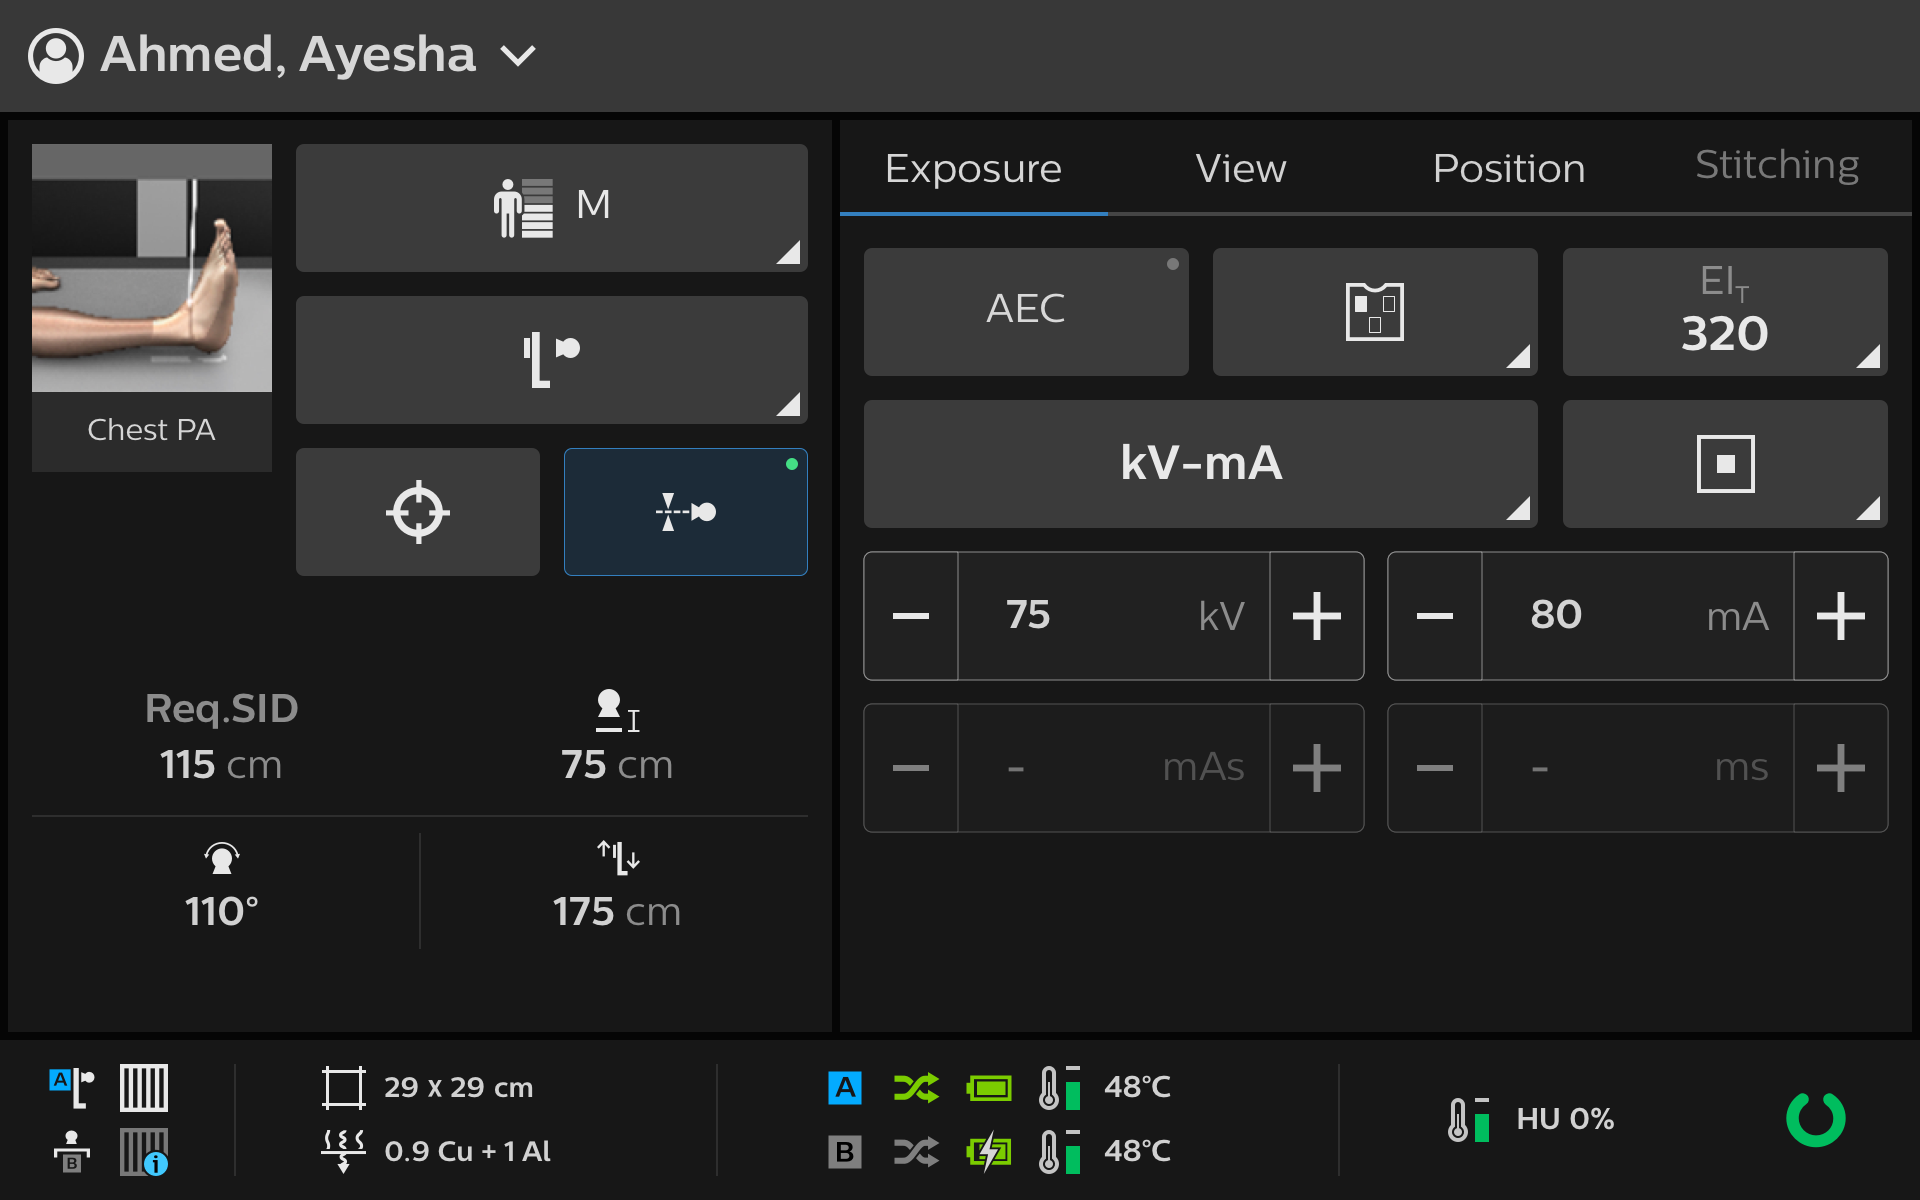 Ahmed, Ayesha
M
Chest PA
Req.SID
115 cm
75 cm
110°
175 cm
Exposure
View
Position
Stitching
AEC
EIT
320
kV-mA
75 kV
80 mA
- mAs
- ms
A
B
i
29 x 29 cm
0.9 Cu + 1 Al
A 48°C
B 48°C
HU 0%